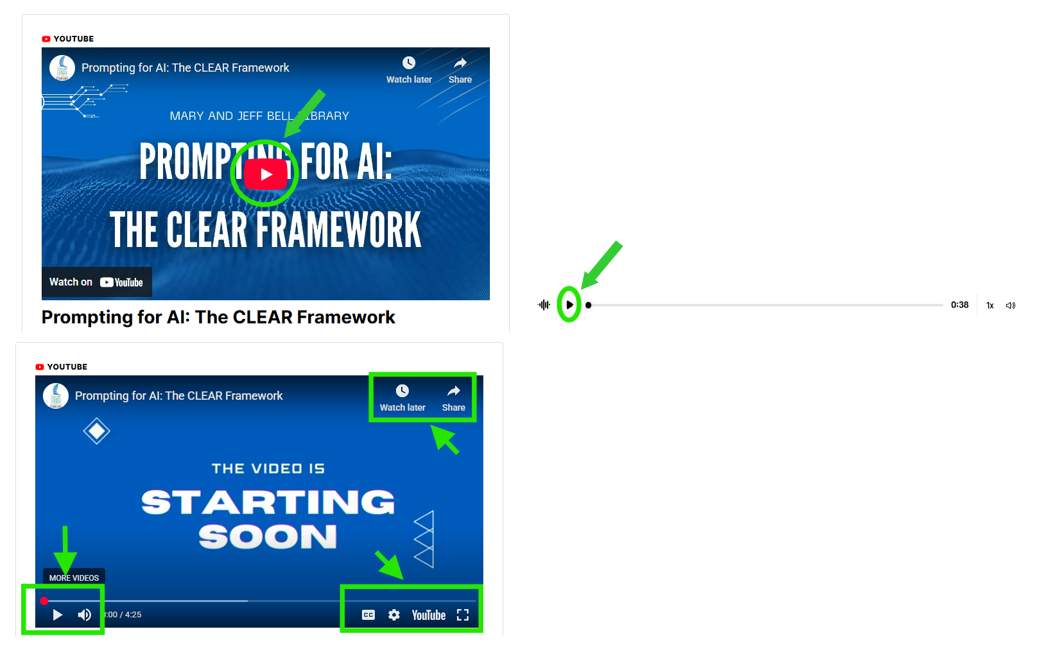 YOUTUBE
Prompting for AI: The CLEAR Framework
Watch later
Share
MARY AND JEFF BELL LIBRARY
PROMPTING FOR AI:
THE CLEAR FRAMEWORK
Watch on YouTube
Prompting for AI: The CLEAR Framework
0:38
1x
YOUTUBE
Prompting for AI: The CLEAR Framework
Watch later
Share
THE VIDEO IS
STARTING
SOON
MORE VIDEOS
:00 / 4:25
CC
YouTube